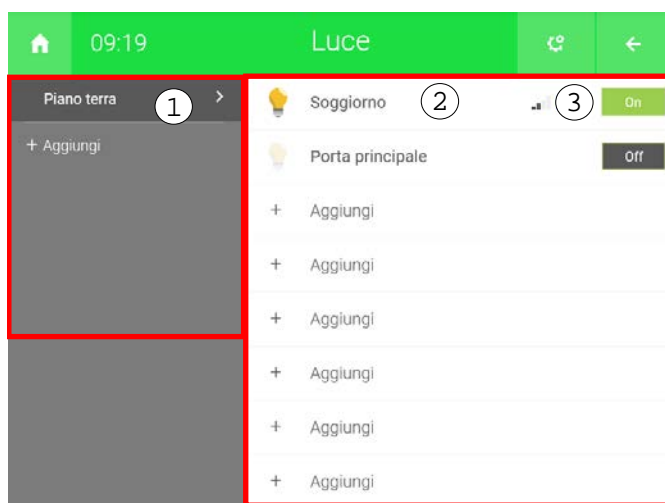 09:19 Luce
Piano terra 1 >
+ Aggiungi
Soggiorno 2 3 On
Porta principale Off
+ Aggiungi
+ Aggiungi
+ Aggiungi
+ Aggiungi
+ Aggiungi
+ Aggiungi